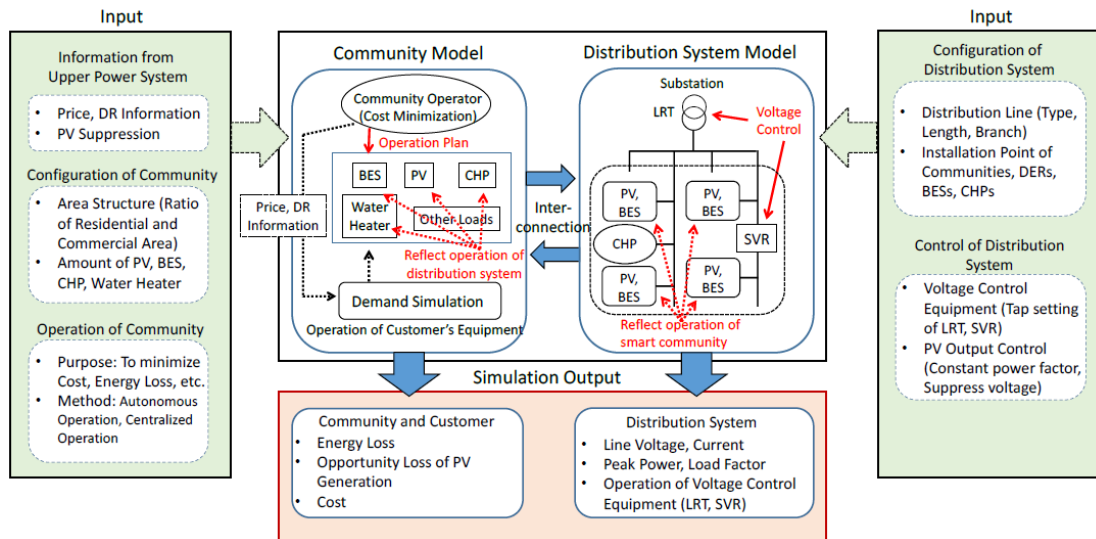 Input
Information from
Upper Power System
• Price, DR Information
• PV Suppression
Configuration of Community
• Area Structure (Ratio
of Residential and
Commercial Area)
• Amount of PV, BES,
CHP, Water Heater
Operation of Community
• Purpose: To minimize
Cost, Energy Loss, etc.
• Method: Autonomous
Operation, Centralized
Operation
Community Model
Community Operator
(Cost Minimization)
Operation Plan
BES
PV
CHP
Water
Heater
Other Loads
Price, DR
Information
Reflect operation of
distribution system
Demand Simulation
Operation of Customer's Equipment
Inter-
connection
Distribution System Model
Substation
LRT
Voltage
Control
PV,
BES
PV,
BES
CHP
SVR
PV,
BES
PV,
BES
Reflect operation of
smart community
Input
Configuration of
Distribution System
• Distribution Line (Type,
Length, Branch)
• Installation Point of
Communities, DERs,
BESs, CHPs
Control of Distribution
System
• Voltage Control
Equipment (Tap setting
of LRT, SVR)
• PV Output Control
(Constant power factor,
Suppress voltage)
Simulation Output
Community and Customer
• Energy Loss
• Opportunity Loss of PV
Generation
• Cost
Distribution System
• Line Voltage, Current
• Peak Power, Load Factor
• Operation of Voltage Control
Equipment (LRT, SVR)